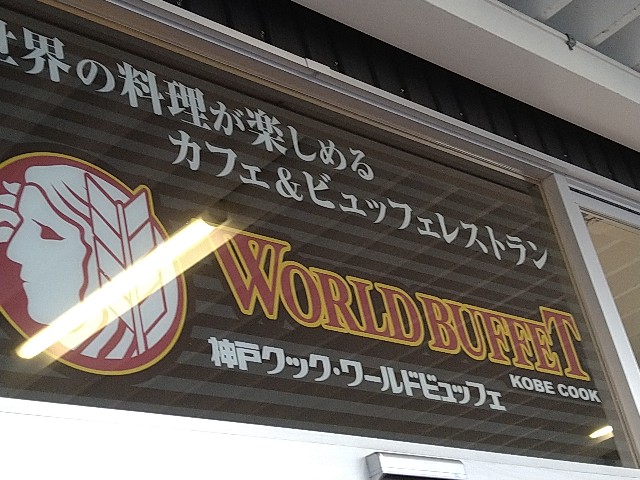 世界の料理が楽しめる
カフェ&ビュッフェレストラン
WORLD BUFFET
KOBE COOK
神戸クック・ワールドビュッフェ